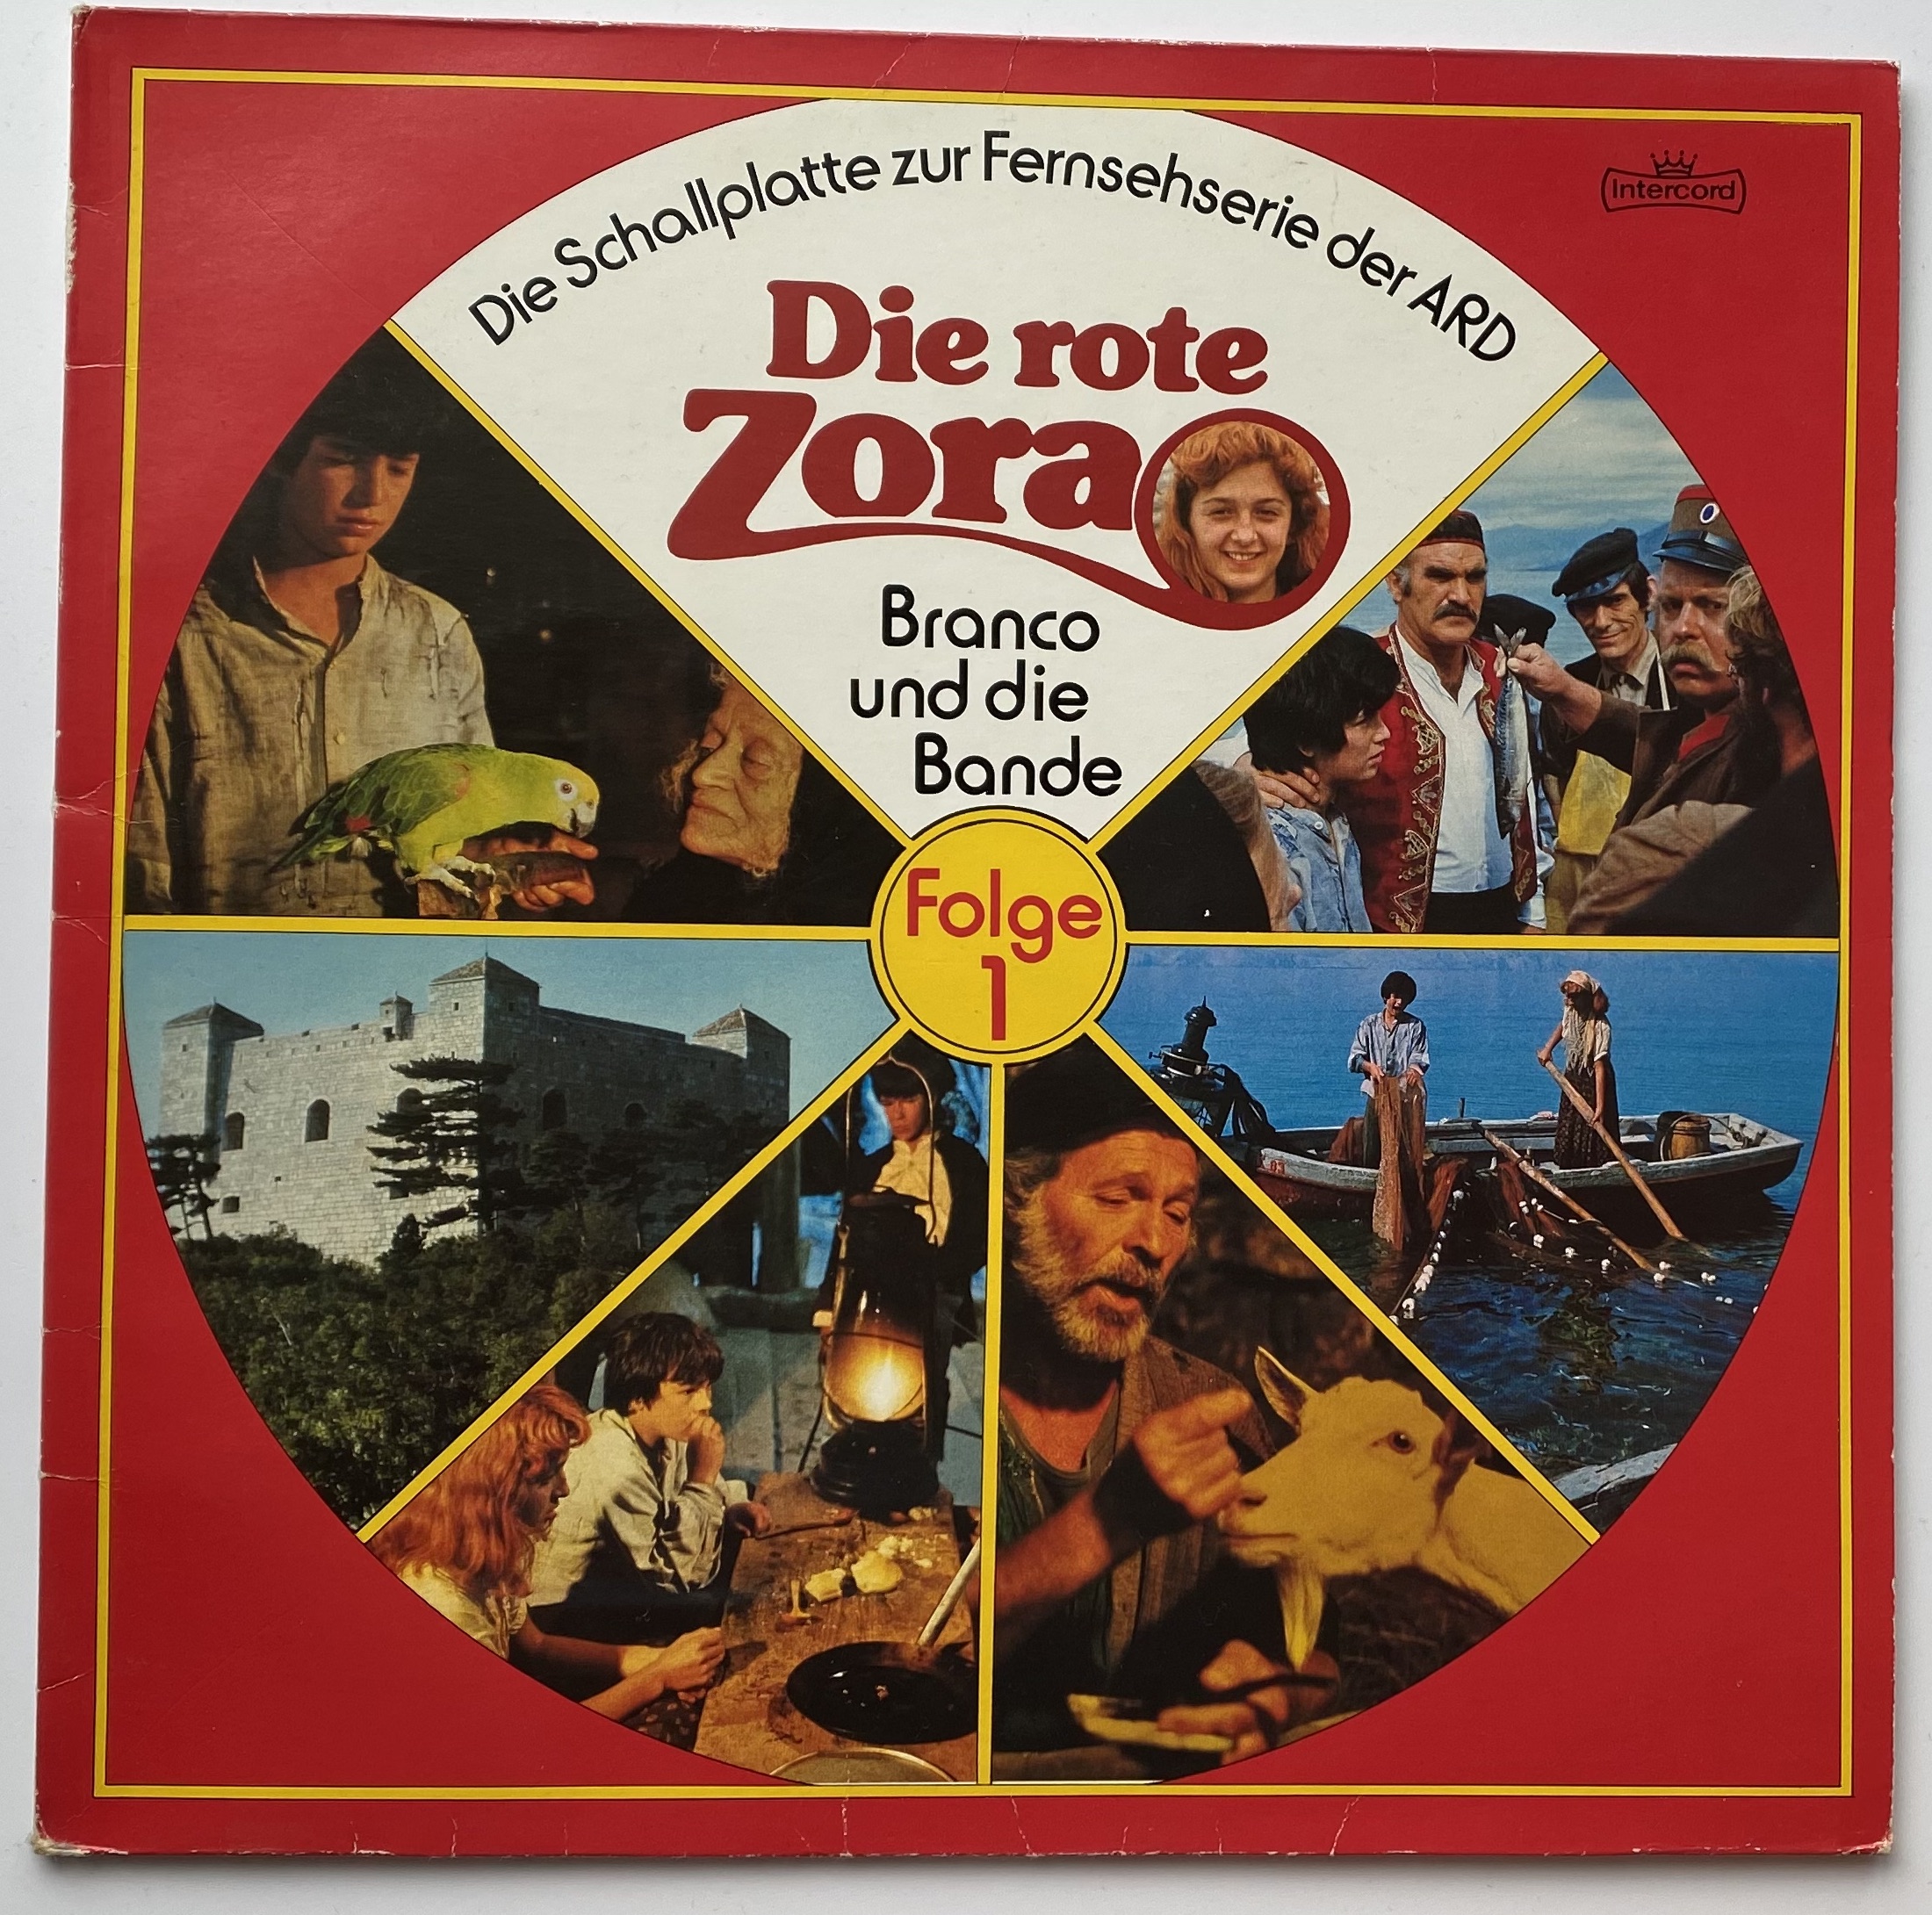 Die Schallplatte zur Fernsehserie der ARD
Intercord
Die rote
Zora
Branco
und die
Bande
Folge
1